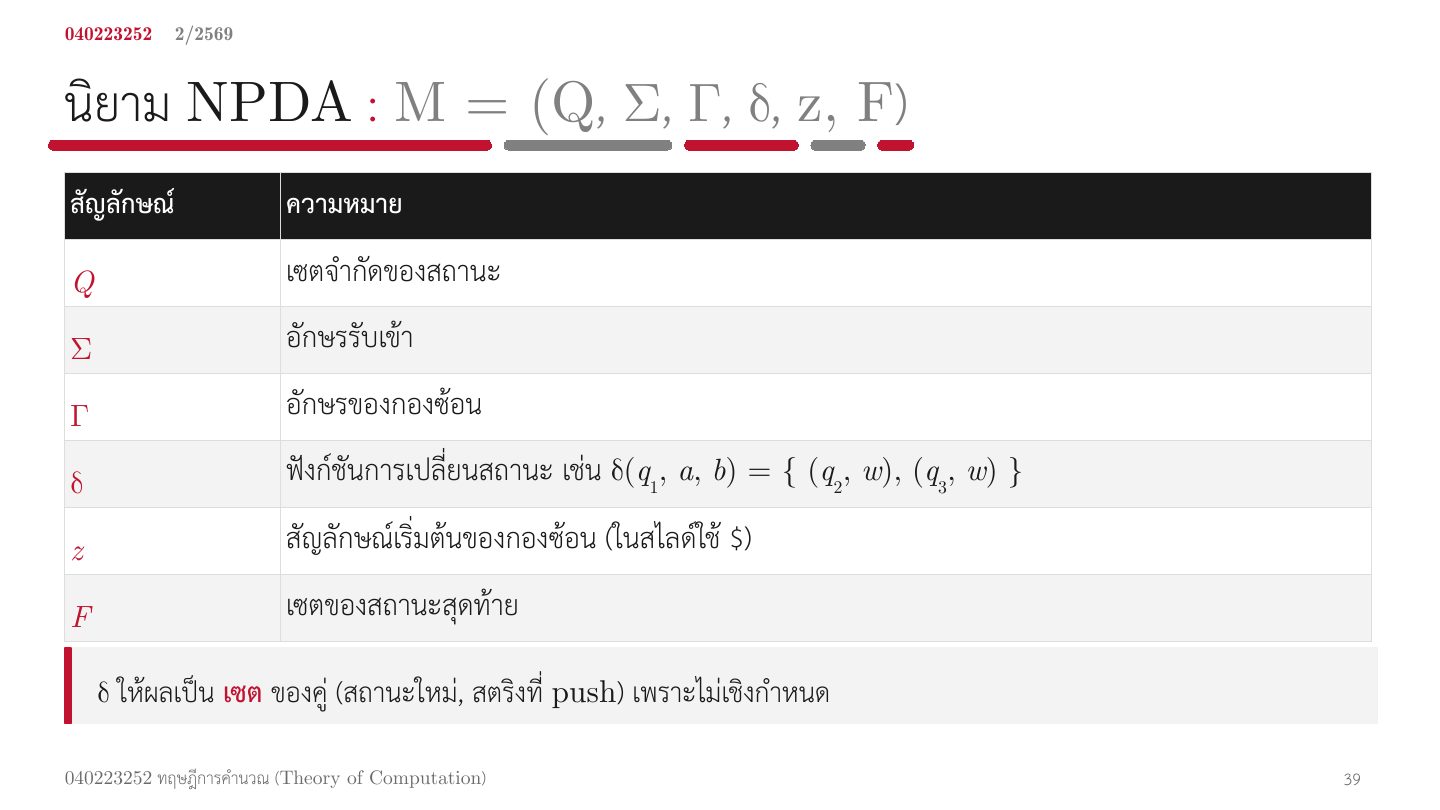 040223252 2/2569
นิยาม NPDA : M = (Q, Σ, Γ, δ, z, F)
สัญลักษณ์ ความหมาย
Q เซตจำกัดของสถานะ
Σ อักษรรับเข้า
Γ อักษรของกองซ้อน
δ ฟังก์ชันการเปลี่ยนสถานะ เช่น δ(q₁, a, b) = { (q₂, w), (q₃, w) }
z สัญลักษณ์เริ่มต้นของกองซ้อน (ในสไลด์ใช้ $)
F เซตของสถานะสุดท้าย
δ ให้ผลเป็น เซต ของคู่ (สถานะใหม่, สตริงที่ push) เพราะไม่เชิงกำหนด
040223252 ทฤษฎีการคำนวณ (Theory of Computation) 39